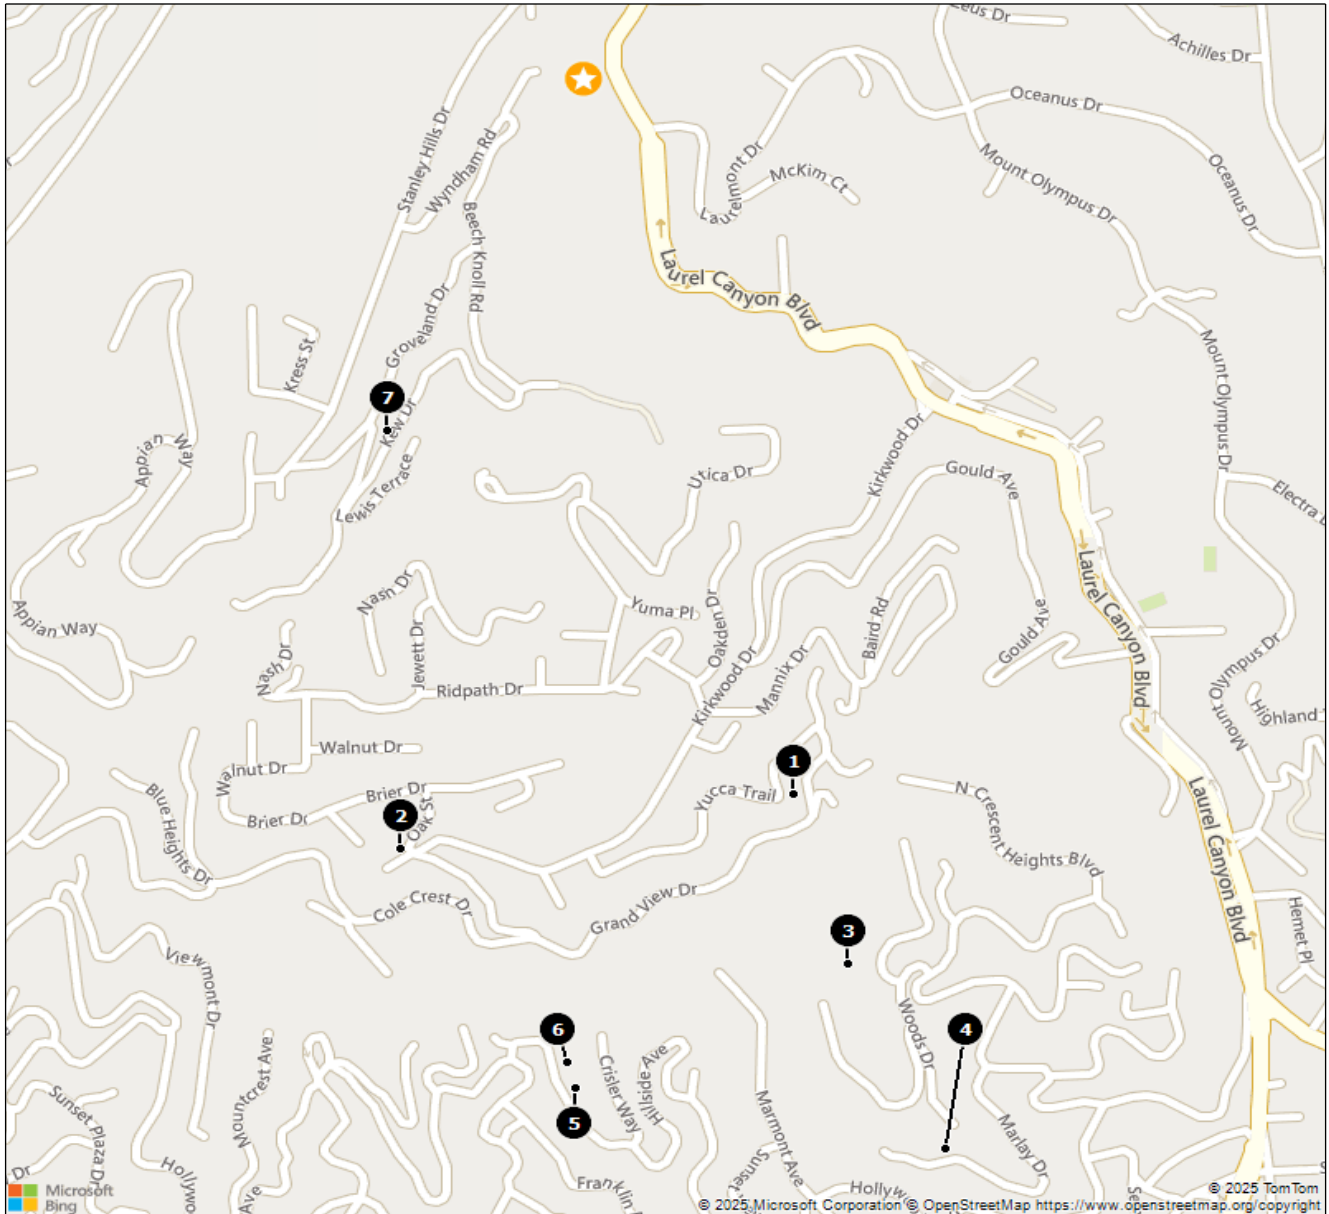 Zeus Dr
Achilles Dr
Oceanus Dr
Stanley Hills Dr
Wyndham Rd
Laurelmont Dr
McKim Ct
Mount Olympus Dr
Oceanus Dr
Beech Knoll Rd
Laurel Canyon Blvd
Groveland Dr
Kress St
Mount Olympus Dr
7
Kew Dr
Appian Way
Kirkwood Dr
Utica Dr
Gould Ave
Lewis Terrace
Electra
Laurel Canyon Blvd
Nash Dr
Yuma Pl
Oakden Dr
Baird Rd
Gould Ave
Appian Way
Jewett Dr
Nash Dr
Kirkwood Dr
Mannix Dr
Mount Olympus Dr
Ridpath Dr
Highland
Walnut Dr
1
Walnut Dr
Yucca Trail
Brier Dr
2
Oak St
Brier Dr
Blue Heights Dr
N Crescent Heights Blvd
Laurel Canyon Blvd
Cole Crest Dr
Grand View Dr
Hemet Pl
3
Viewmont Dr
Woods Dr
6
4
Mountcrest Ave
Crisler Way
Hillside Ave
5
Sunset Plaza Dr
Marmont Ave
Marlay Dr
Dr
Hollywo
Ave
Franklin
Sunset
Hollyw
Se
Microsoft
Bing
© 2025 TomTom
© 2025 Microsoft Corporation © OpenStreetMap https://www.openstreetmap.org/copyright